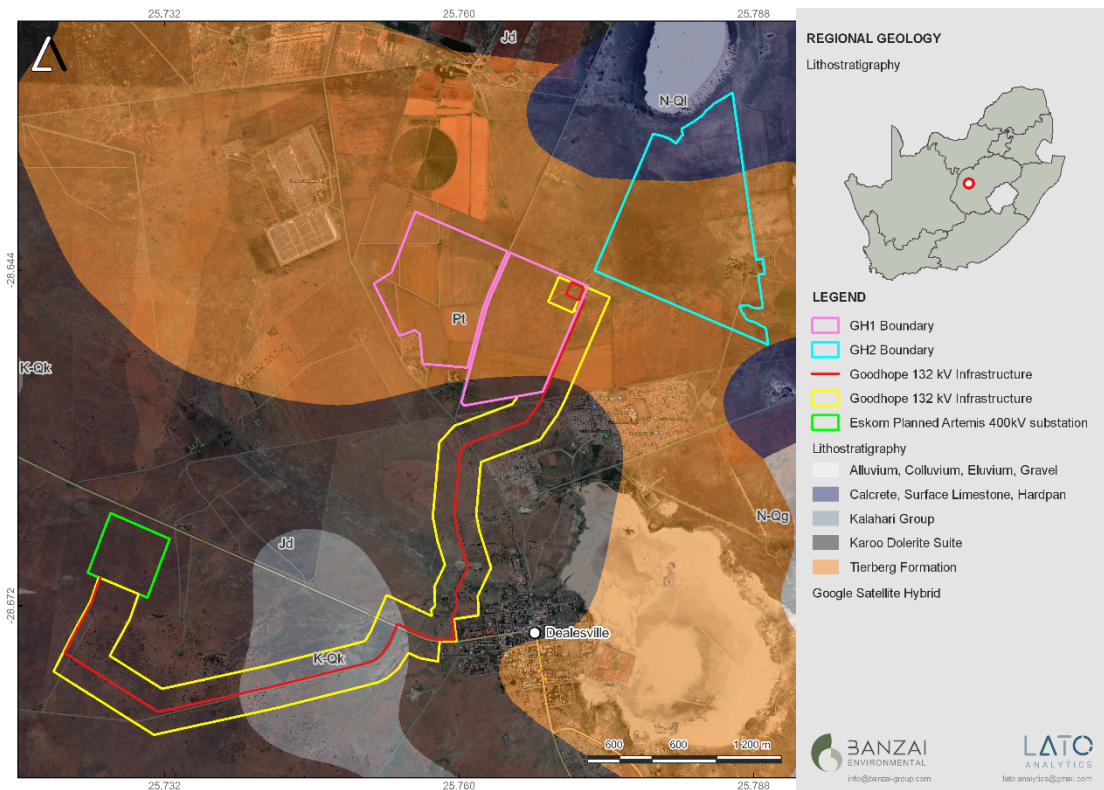 25.732
25.760
25.788
-28.644
-28.672
Jd
N-Ql
Pt
K-Qk
Jd
N-Qg
K-Qk
Dealesville
600 600 1 200 m
25.732
25.760
25.788
REGIONAL GEOLOGY
Lithostratigraphy
LEGEND
GH1 Boundary
GH2 Boundary
Goodhope 132 kV Infrastructure
Goodhope 132 kV Infrastructure
Eskom Planned Artemis 400kV substation
Lithostratigraphy
Alluvium, Colluvium, Eluvium, Gravel
Calcrete, Surface Limestone, Hardpan
Kalahari Group
Karoo Dolerite Suite
Tierberg Formation
Google Satellite Hybrid
BANZAI
ENVIRONMENTAL
info@banzai-group.com
LATO
ANALYTICS
lato.analytics@gmail.com